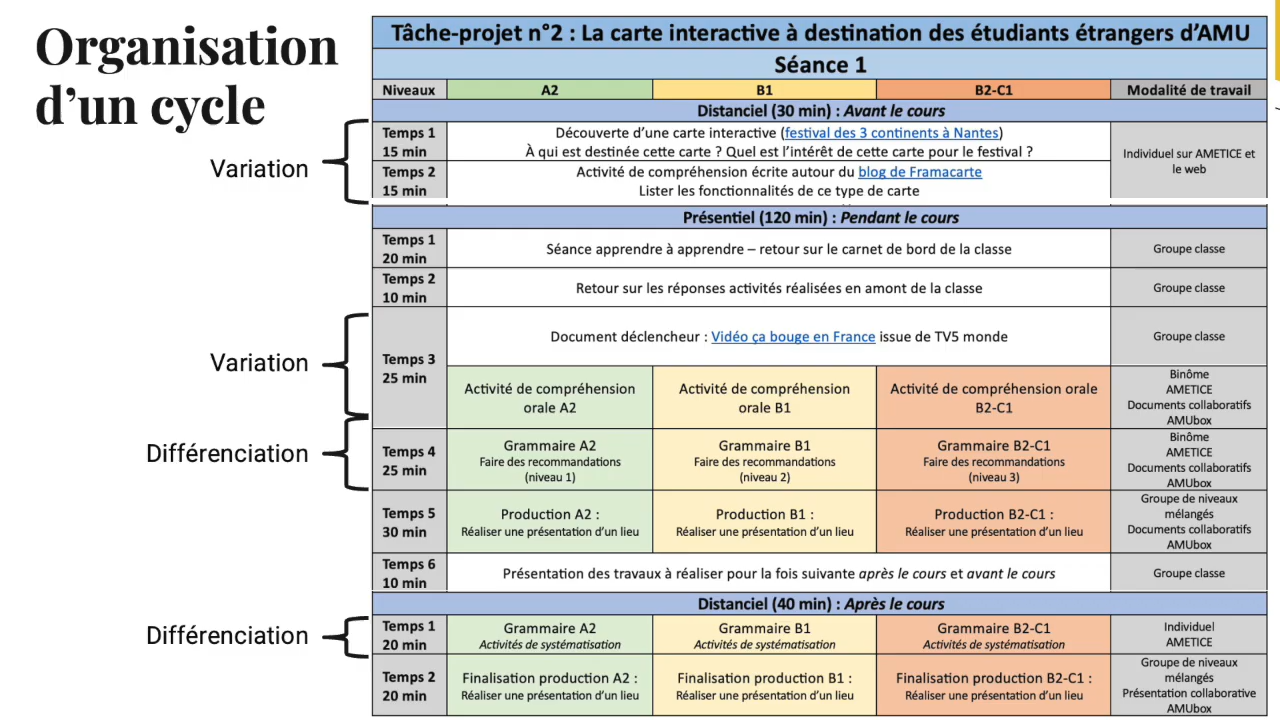 Organisation
d'un cycle
Variation
Variation
Différenciation
Différenciation
Tâche-projet n°2 : La carte interactive à destination des étudiants étrangers d'AMU
Séance 1
Niveaux A2 B1 B2-C1 Modalité de travail
Distanciel (30 min) : Avant le cours
Temps 1
15 min
Découverte d'une carte interactive (festival des 3 continents à Nantes)
À qui est destinée cette carte ? Quel est l'intérêt de cette carte pour le festival ?
Individuel sur AMETICE et
le web
Temps 2
15 min
Activité de compréhension écrite autour du blog de Framacarte
Lister les fonctionnalités de ce type de carte
Présentiel (120 min) : Pendant le cours
Temps 1
20 min
Séance apprendre à apprendre – retour sur le carnet de bord de la classe
Groupe classe
Temps 2
10 min
Retour sur les réponses activités réalisées en amont de la classe
Groupe classe
Temps 3
25 min
Document déclencheur : Vidéo ça bouge en France issue de TV5 monde
Groupe classe
Activité de compréhension
orale A2
Activité de compréhension
orale B1
Activité de compréhension orale
B2-C1
Binôme
AMETICE
Documents collaboratifs
AMUbox
Temps 4
25 min
Grammaire A2
Faire des recommandations
(niveau 1)
Grammaire B1
Faire des recommandations
(niveau 2)
Grammaire B2-C1
Faire des recommandations
(niveau 3)
Binôme
AMETICE
Documents collaboratifs
AMUbox
Temps 5
30 min
Production A2 :
Réaliser une présentation d'un lieu
Production B1 :
Réaliser une présentation d'un lieu
Production B2-C1 :
Réaliser une présentation d'un lieu
Groupe de niveaux
mélangés
Documents collaboratifs
AMUbox
Temps 6
10 min
Présentation des travaux à réaliser pour la fois suivante après le cours et avant le cours
Groupe classe
Distanciel (40 min) : Après le cours
Temps 1
20 min
Grammaire A2
Activités de systématisation
Grammaire B1
Activités de systématisation
Grammaire B2-C1
Activités de systématisation
Individuel
AMETICE
Temps 2
20 min
Finalisation production A2 :
Réaliser une présentation d'un lieu
Finalisation production B1 :
Réaliser une présentation d'un lieu
Finalisation production B2-C1 :
Réaliser une présentation d'un lieu
Groupe de niveaux
mélangés
Présentation collaborative
AMUbox